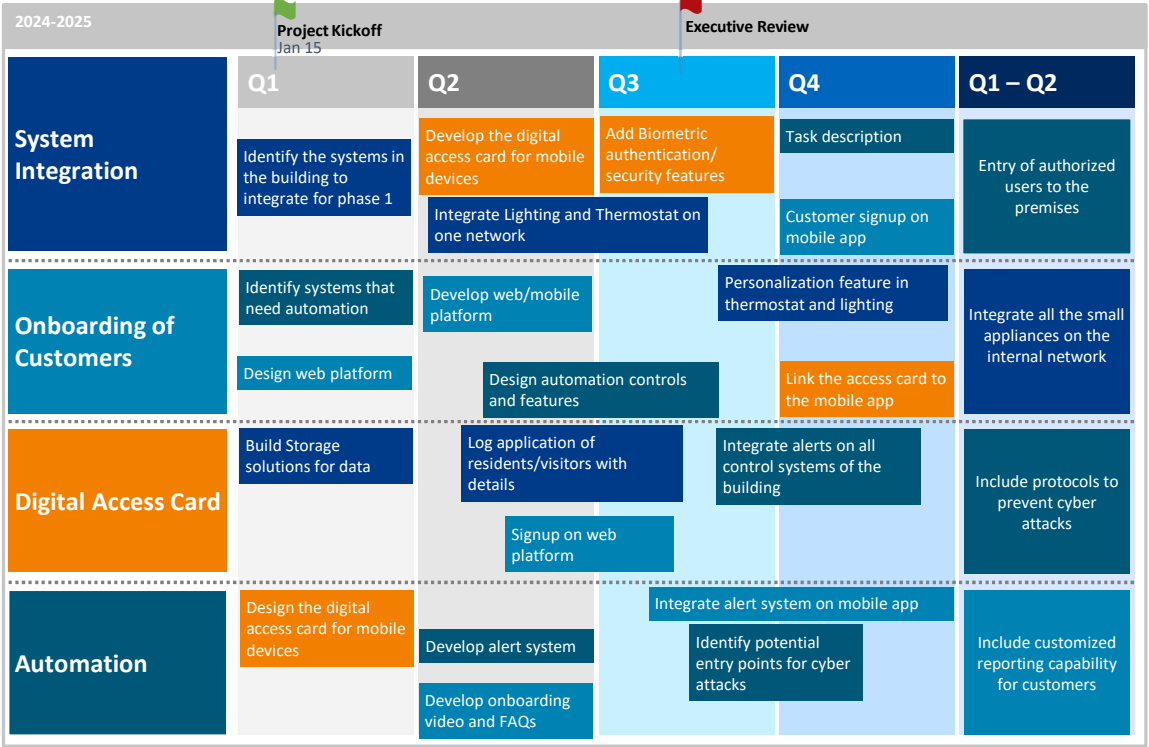 2024-2025
Project Kickoff
Jan 15
Executive Review
Q1
Q2
Q3
Q4
Q1 – Q2
System
Integration
Identify the systems in
the building to
integrate for phase 1
Develop the digital
access card for mobile
devices
Add Biometric
authentication/
security features
Task description
Integrate Lighting and Thermostat on
one network
Customer signup on
mobile app
Entry of authorized
users to the
premises
Onboarding of
Customers
Identify systems that
need automation
Develop web/mobile
platform
Personalization feature in
thermostat and lighting
Design web platform
Design automation controls
and features
Link the access card to
the mobile app
Integrate all the small
appliances on the
internal network
Digital Access Card
Build Storage
solutions for data
Log application of
residents/visitors with
details
Integrate alerts on all
control systems of the
building
Signup on web
platform
Include protocols to
prevent cyber
attacks
Automation
Design the digital
access card for mobile
devices
Develop alert system
Develop onboarding
video and FAQs
Integrate alert system on mobile app
Identify potential
entry points for cyber
attacks
Include customized
reporting capability
for customers